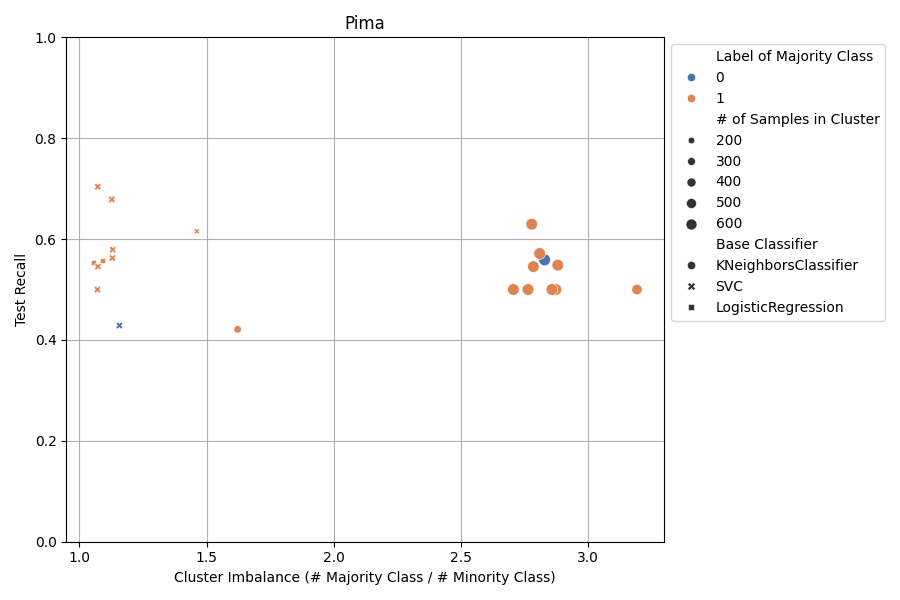 Pima
1.0
0.8
0.6
0.4
0.2
0.0
Test Recall
1.0
1.5
2.0
2.5
3.0
Cluster Imbalance (# Majority Class / # Minority Class)
Label of Majority Class
0
1
# of Samples in Cluster
200
300
400
500
600
Base Classifier
KNeighborsClassifier
SVC
LogisticRegression